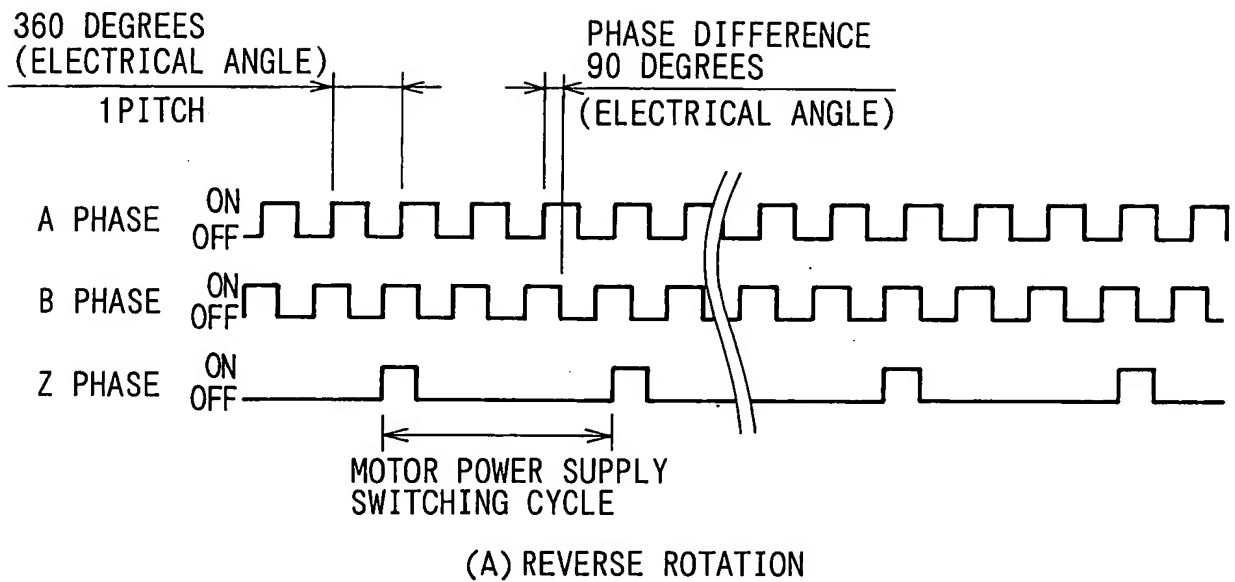 360 DEGREES
(ELECTRICAL ANGLE)
1PITCH
PHASE DIFFERENCE
90 DEGREES
(ELECTRICAL ANGLE)
A PHASE
ON
OFF
B PHASE
ON
OFF
Z PHASE
ON
OFF
MOTOR POWER SUPPLY
SWITCHING CYCLE
(A) REVERSE ROTATION